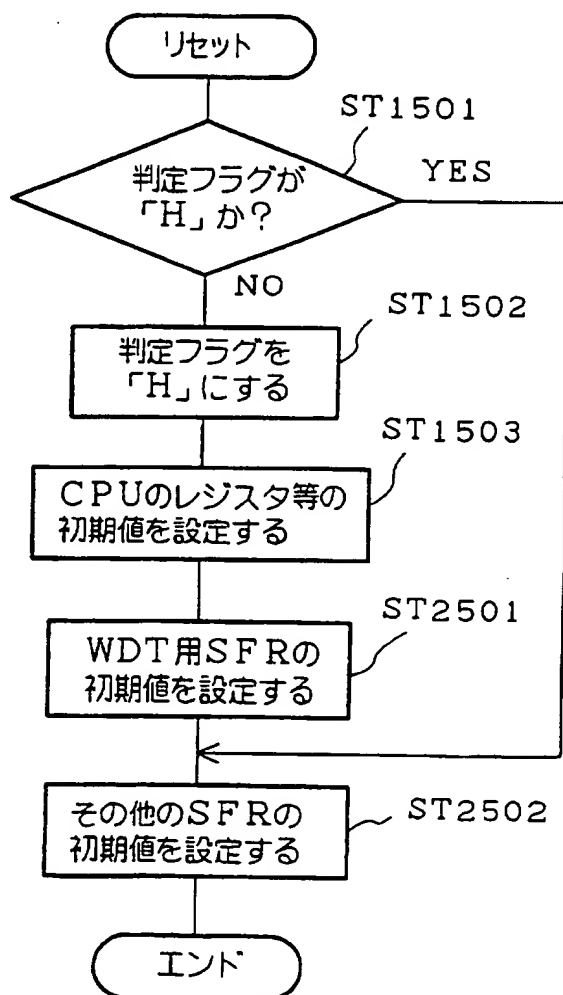 リセット
ST1501
判定フラグが
「H」か?
YES
NO
ST1502
判定フラグを
「H」にする
ST1503
CPUのレジスタ等の
初期値を設定する
ST2501
WDT用SFRの
初期値を設定する
ST2502
その他のSFRの
初期値を設定する
エンド